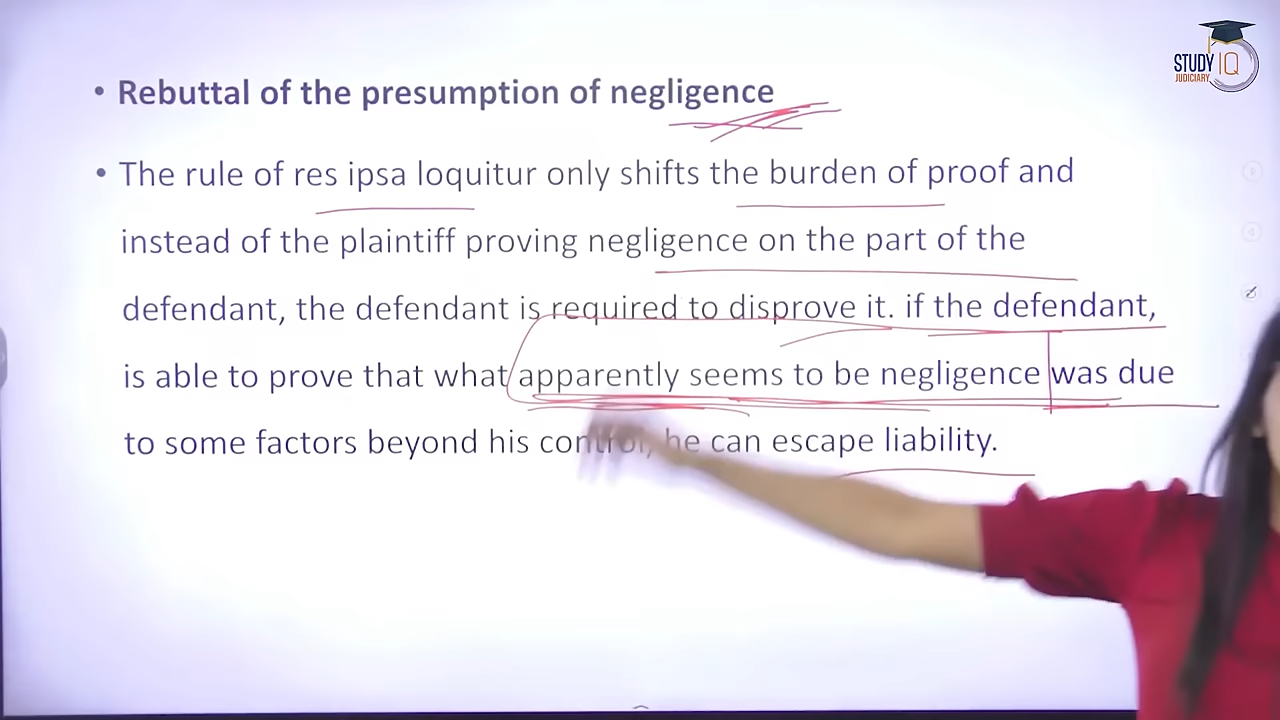 STUDY IQ
JUDICIARY
• Rebuttal of the presumption of negligence
• The rule of res ipsa loquitur only shifts the burden of proof and
instead of the plaintiff proving negligence on the part of the
defendant, the defendant is required to disprove it. if the defendant,
is able to prove that what apparently seems to be negligence was due
to some factors beyond his control, he can escape liability.